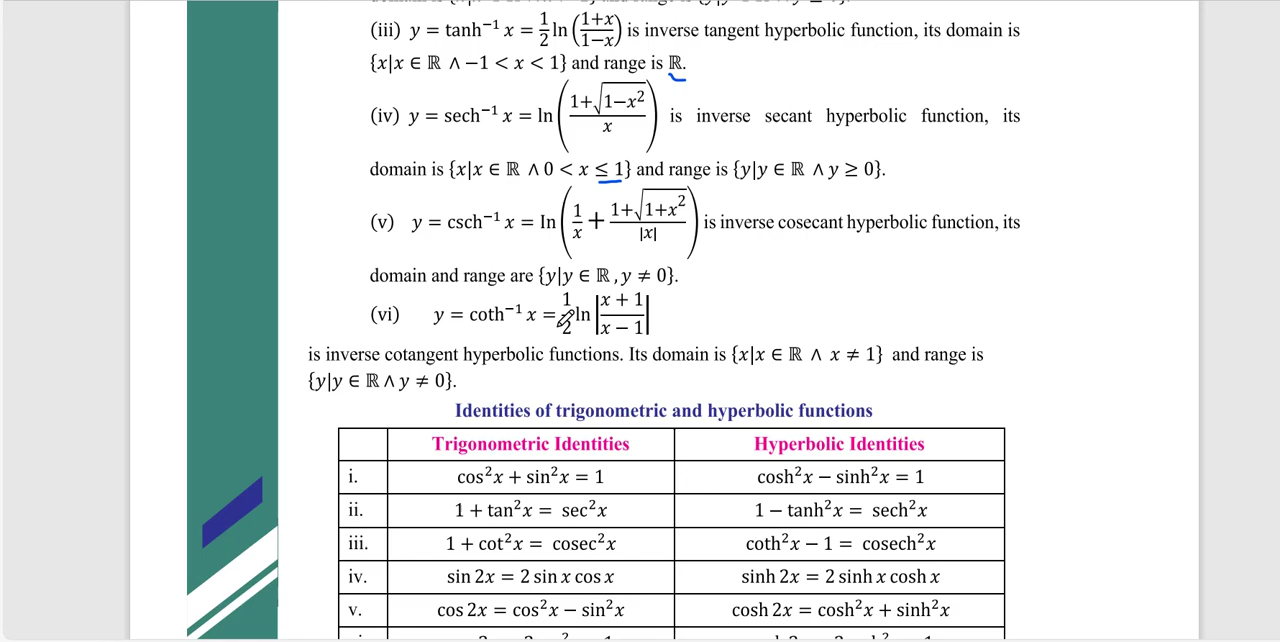 (iii) y = tanh⁻¹ x = 1/2 ln ((1+x)/(1−x)) is inverse tangent hyperbolic function, its domain is
{x|x ∈ ℝ ∧ −1 < x < 1} and range is ℝ.
(iv) y = sech⁻¹ x = ln ((1+√(1−x²))/x) is inverse secant hyperbolic function, its
domain is {x|x ∈ ℝ ∧ 0 < x ≤ 1} and range is {y|y ∈ ℝ ∧ y ≥ 0}.
(v) y = csch⁻¹ x = ln (1/x + (1+√(1+x²))/|x|) is inverse cosecant hyperbolic function, its
domain and range are {y|y ∈ ℝ , y ≠ 0}.
(vi) y = coth⁻¹ x = 1/2 ln |(x + 1)/(x − 1)|
is inverse cotangent hyperbolic functions. Its domain is {x|x ∈ ℝ ∧ x ≠ 1} and range is
{y|y ∈ ℝ ∧ y ≠ 0}.
Identities of trigonometric and hyperbolic functions
Trigonometric Identities Hyperbolic Identities
i. cos²x + sin²x = 1 cosh²x − sinh²x = 1
ii. 1 + tan²x = sec²x 1 − tanh²x = sech²x
iii. 1 + cot²x = cosec²x coth²x − 1 = cosech²x
iv. sin 2x = 2 sin x cos x sinh 2x = 2 sinh x cosh x
v. cos 2x = cos²x − sin²x cosh 2x = cosh²x + sinh²x